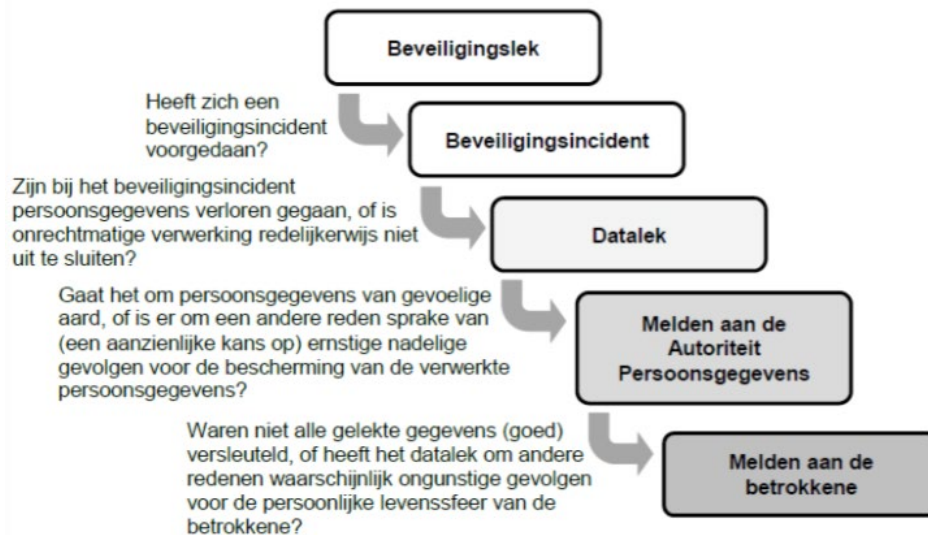 Beveiligingslek
Heeft zich een
beveiligingsincident
voorgedaan?
Beveiligingsincident
Zijn bij het beveiligingsincident
persoonsgegevens verloren gegaan, of is
onrechtmatige verwerking redelijkerwijs niet
uit te sluiten?
Datalek
Gaat het om persoonsgegevens van gevoelige
aard, of is er om een andere reden sprake van
(een aanzienlijke kans op) ernstige nadelige
gevolgen voor de bescherming van de verwerkte
persoonsgegevens?
Melden aan de
Autoriteit
Persoonsgegevens
Waren niet alle gelekte gegevens (goed)
versleuteld, of heeft het datalek om andere
redenen waarschijnlijk ongunstige gevolgen
voor de persoonlijke levenssfeer van de
betrokkene?
Melden aan de
betrokkene